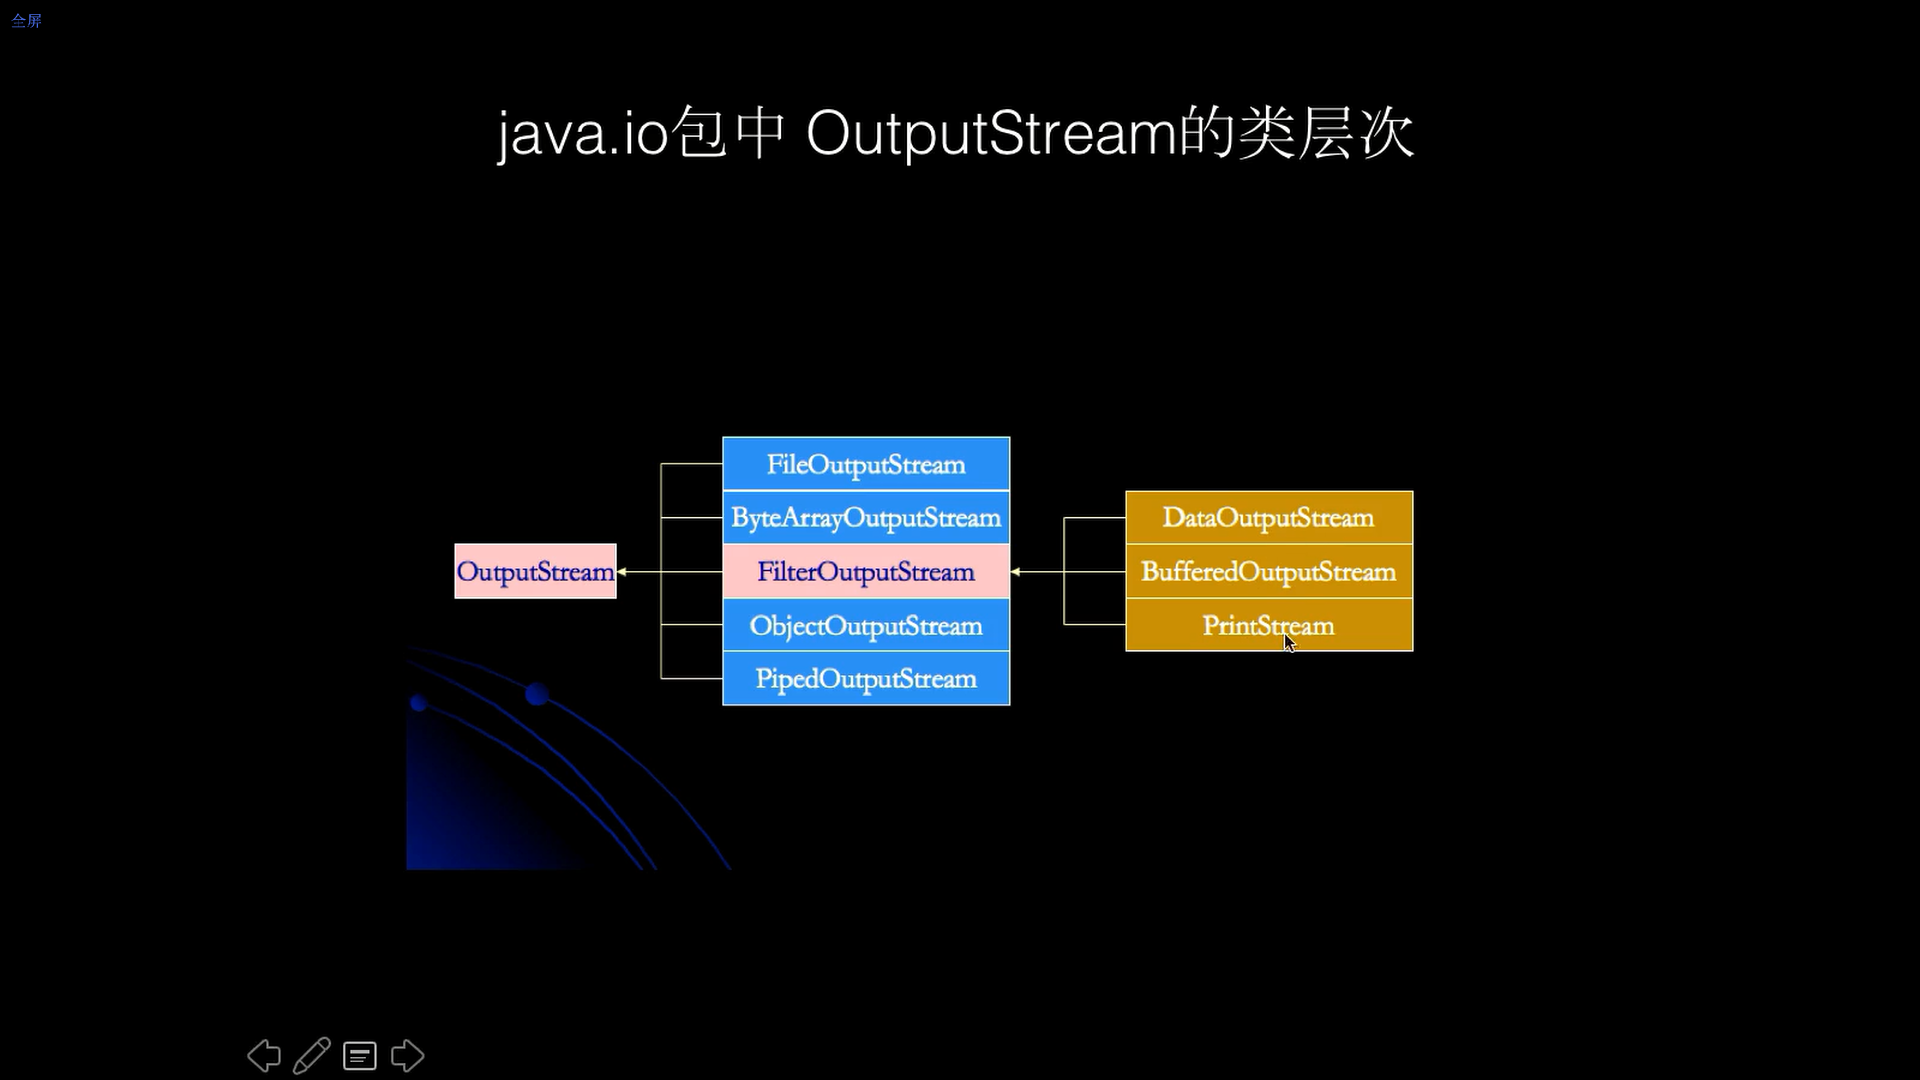 全屏
java.io包中 OutputStream的类层次
OutputStream
FileOutputStream
ByteArrayOutputStream
FilterOutputStream
ObjectOutputStream
PipedOutputStream
DataOutputStream
BufferedOutputStream
PrintStream